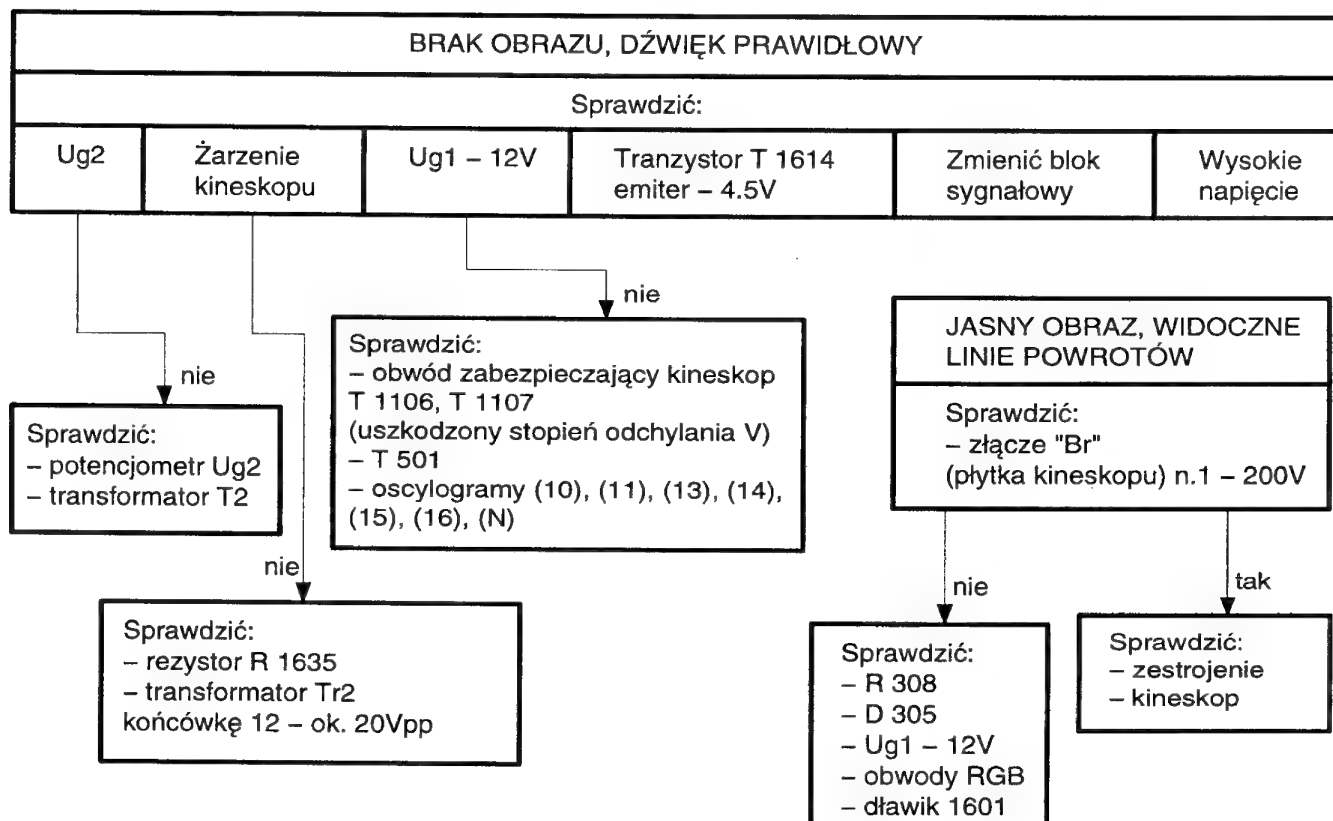 BRAK OBRAZU, DŹWIĘK PRAWIDŁOWY
Sprawdzić:
Ug2
Żarzenie
kineskopu
Ug1 – 12V
Tranzystor T 1614
emiter – 4.5V
Zmienić blok
sygnałowy
Wysokie
napięcie
nie
Sprawdzić:
– potencjometr Ug2
– transformator T2
nie
Sprawdzić:
– rezystor R 1635
– transformator Tr2
końcówkę 12 – ok. 20Vpp
nie
Sprawdzić:
– obwód zabezpieczający kineskop
T 1106, T 1107
(uszkodzony stopień odchylania V)
– T 501
– oscylogramy (10), (11), (13), (14),
(15), (16), (N)
JASNY OBRAZ, WIDOCZNE
LINIE POWROTÓW
Sprawdzić:
– złącze "Br"
(płytka kineskopu) n.1 – 200V
nie
Sprawdzić:
– R 308
– D 305
– Ug1 – 12V
– obwody RGB
– dławik 1601
tak
Sprawdzić:
– zestrojenie
– kineskop